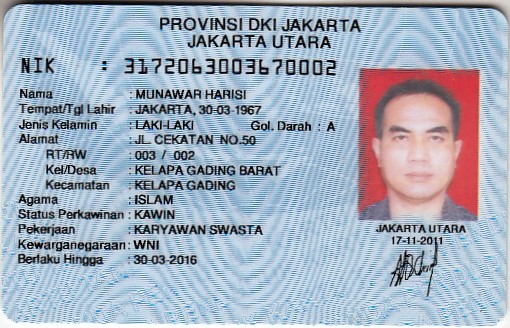 PROVINSI DKI JAKARTA
JAKARTA UTARA
NIK : 3172063003670002
Nama : MUNAWAR HARISI
Tempat/Tgl Lahir : JAKARTA, 30-03-1967
Jenis Kelamin : LAKI-LAKI Gol. Darah : A
Alamat : JL. CEKATAN NO.50
RT/RW : 003 / 002
Kel/Desa : KELAPA GADING BARAT
Kecamatan : KELAPA GADING
Agama : ISLAM
Status Perkawinan : KAWIN
Pekerjaan : KARYAWAN SWASTA
Kewarganegaraan : WNI
Berlaku Hingga : 30-03-2016
JAKARTA UTARA
17-11-2011